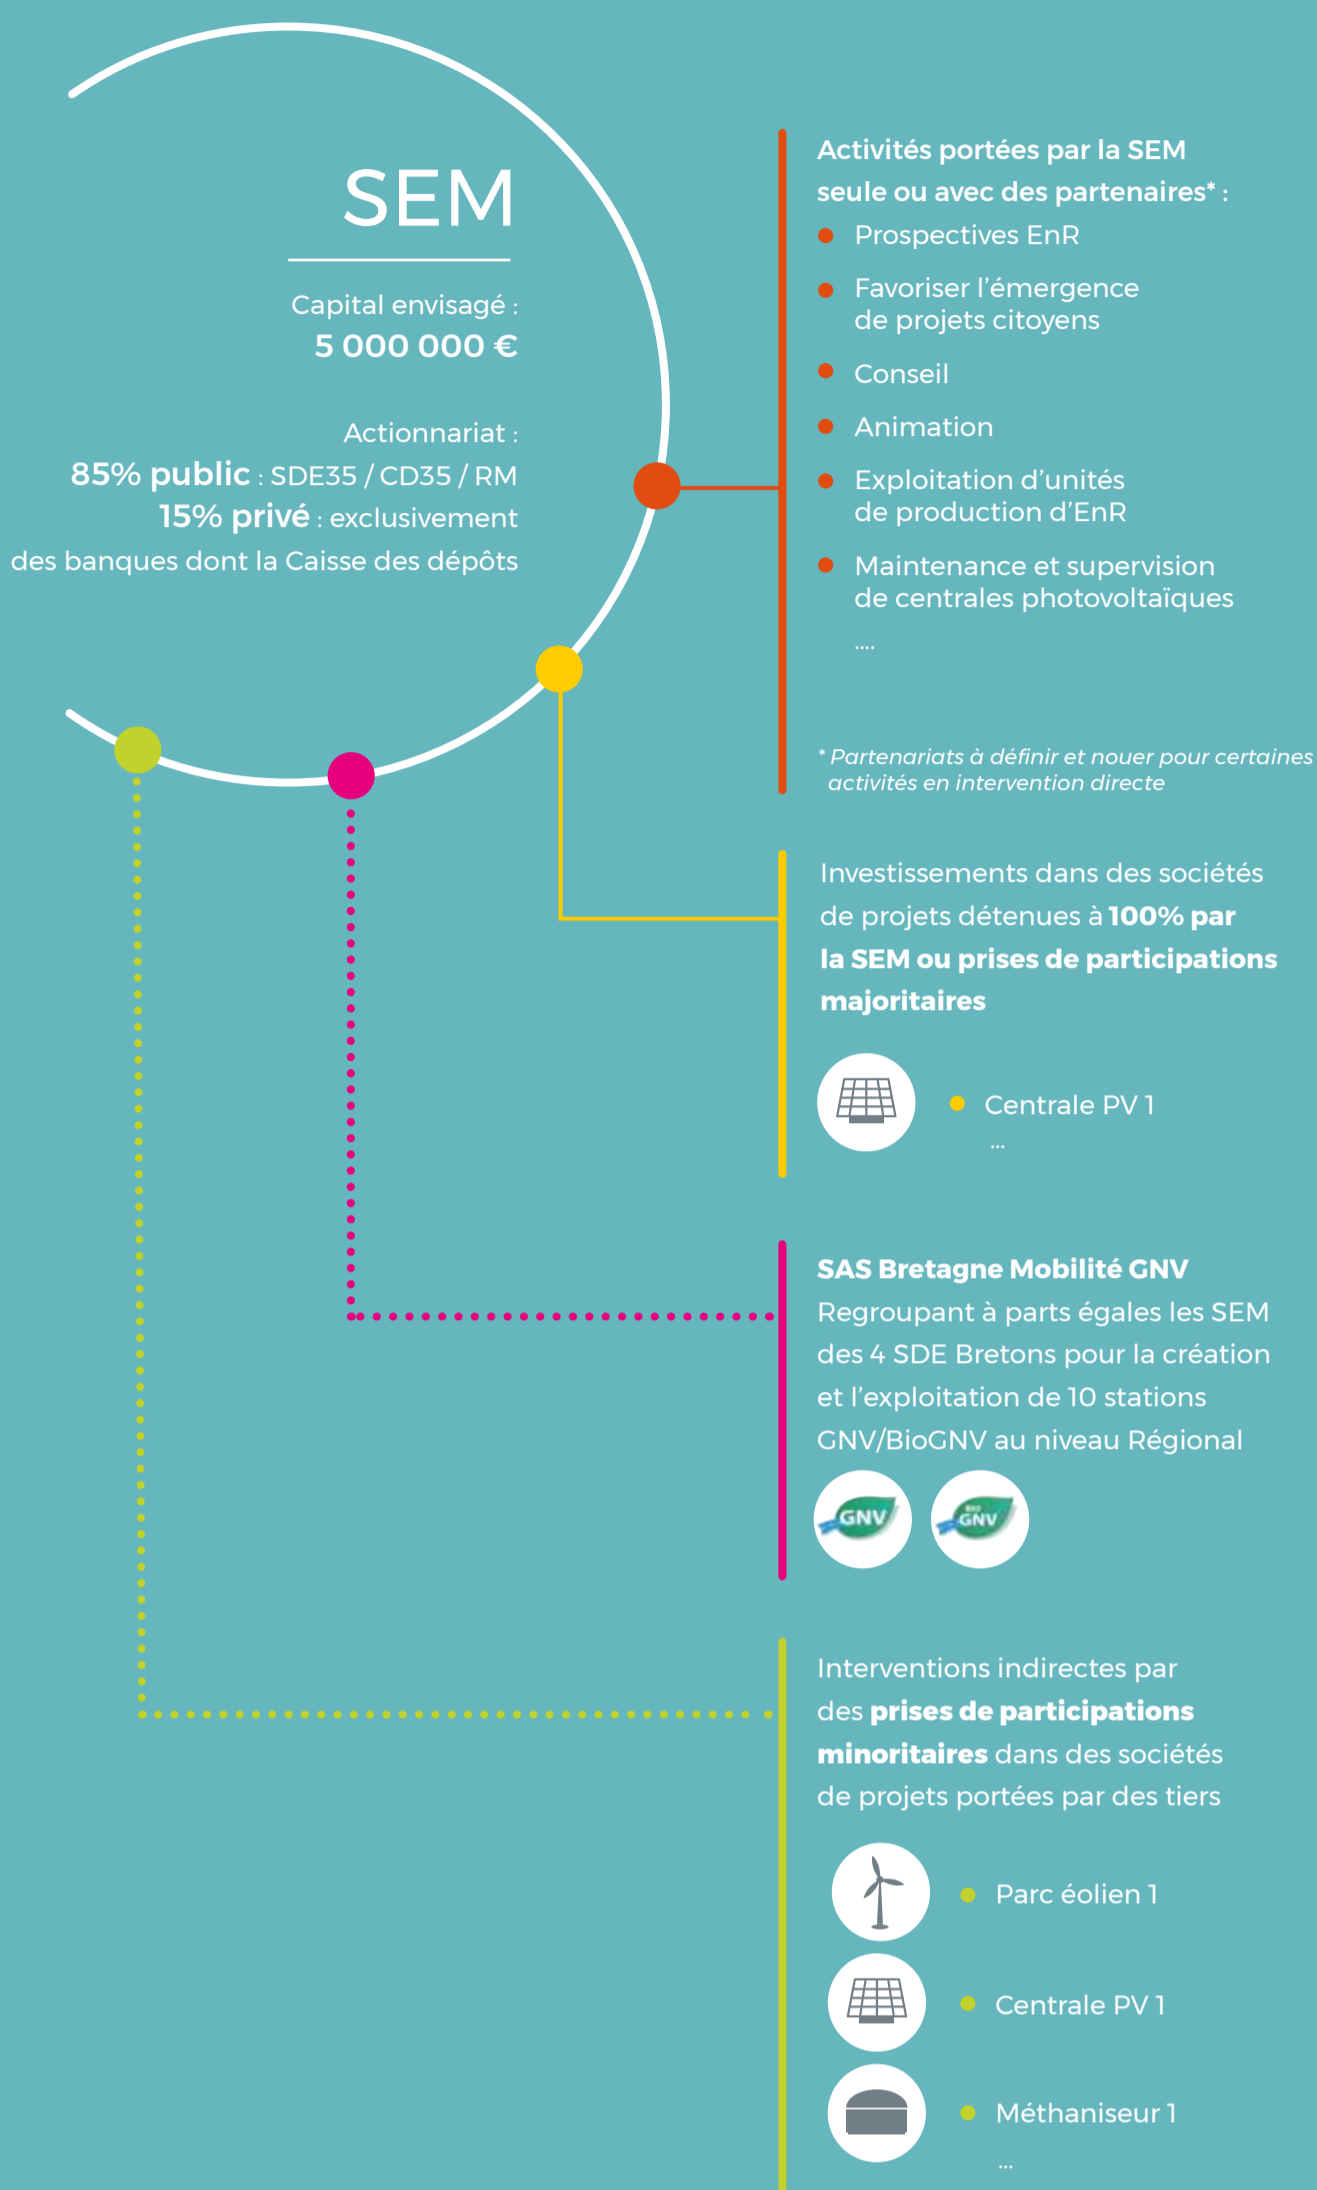 SEM
Capital envisagé :
5 000 000 €
Actionnariat :
85% public : SDE35 / CD35 / RM
15% privé : exclusivement
des banques dont la Caisse des dépôts
Activités portées par la SEM
seule ou avec des partenaires* :
Prospectives EnR
Favoriser l’émergence
de projets citoyens
Conseil
Animation
Exploitation d’unités
de production d’EnR
Maintenance et supervision
de centrales photovoltaïques
....
* Partenariats à définir et nouer pour certaines
activités en intervention directe
Investissements dans des sociétés
de projets détenues à 100% par
la SEM ou prises de participations
majoritaires
Centrale PV 1
...
SAS Bretagne Mobilité GNV
Regroupant à parts égales les SEM
des 4 SDE Bretons pour la création
et l’exploitation de 10 stations
GNV/BioGNV au niveau Régional
GNV
BIO
GNV
Interventions indirectes par
des prises de participations
minoritaires dans des sociétés
de projets portées par des tiers
Parc éolien 1
Centrale PV 1
Méthaniseur 1
...